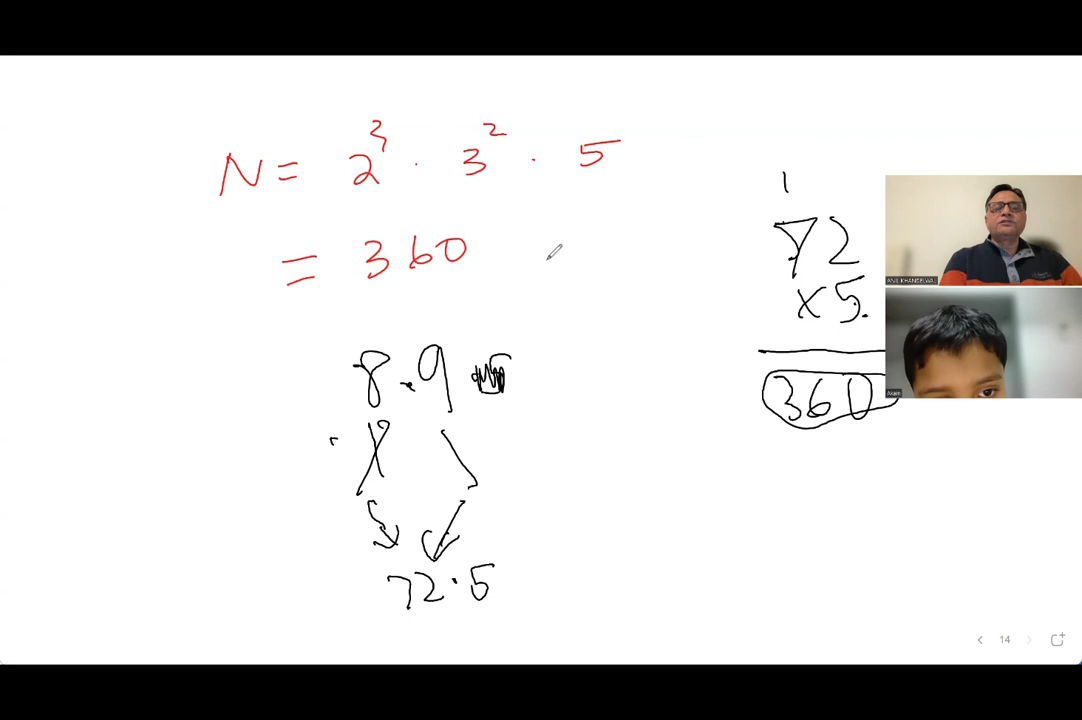 N = 2³ · 3² · 5
= 360
8 · 9
72 · 5
1
72
x 5.
360
14